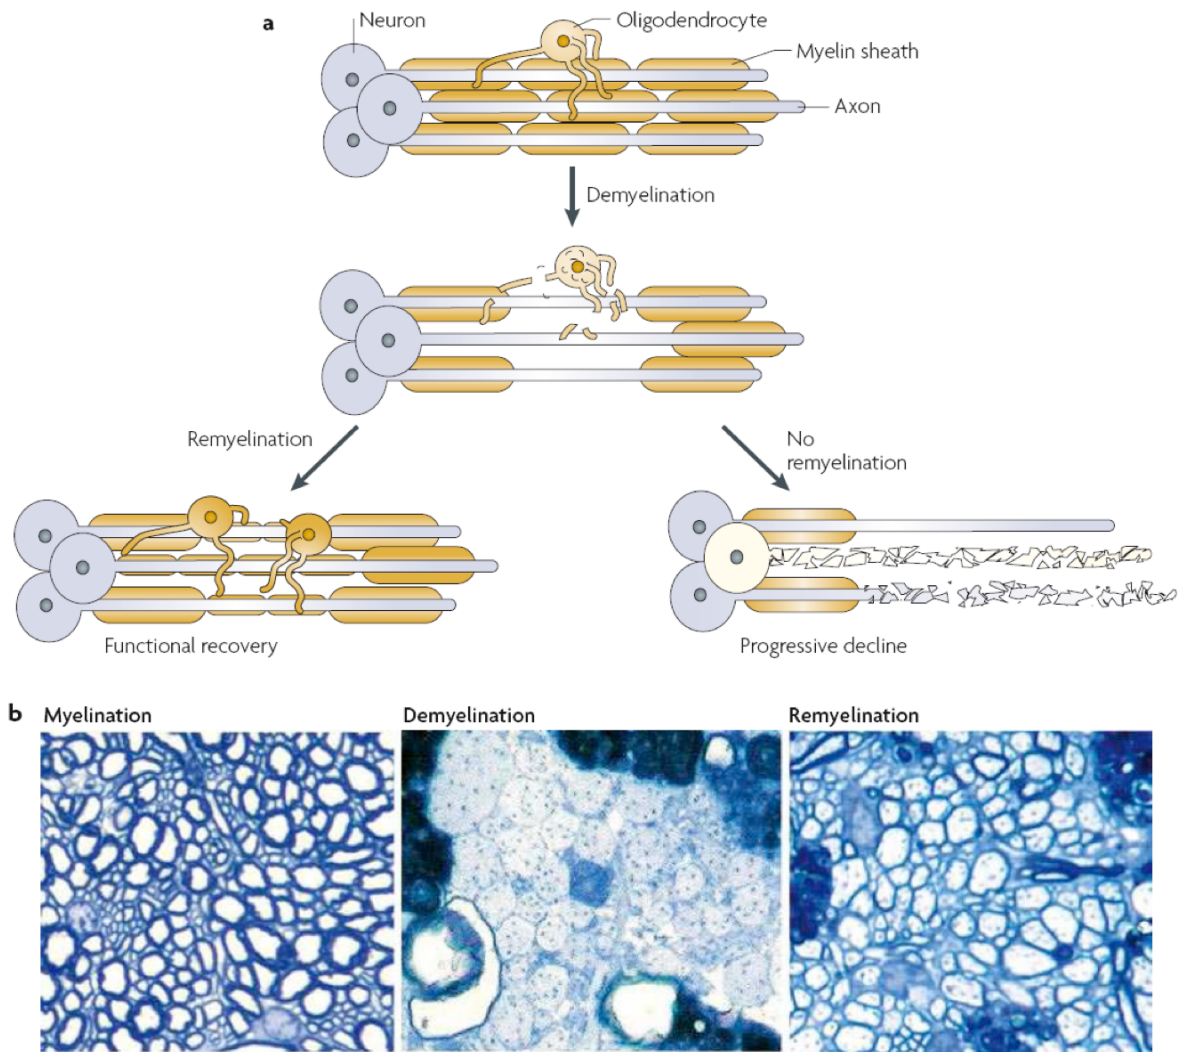 a
Neuron
Oligodendrocyte
Myelin sheath
Axon
Demyelination
Remyelination
No
remyelination
Functional recovery
Progressive decline
b
Myelination
Demyelination
Remyelination